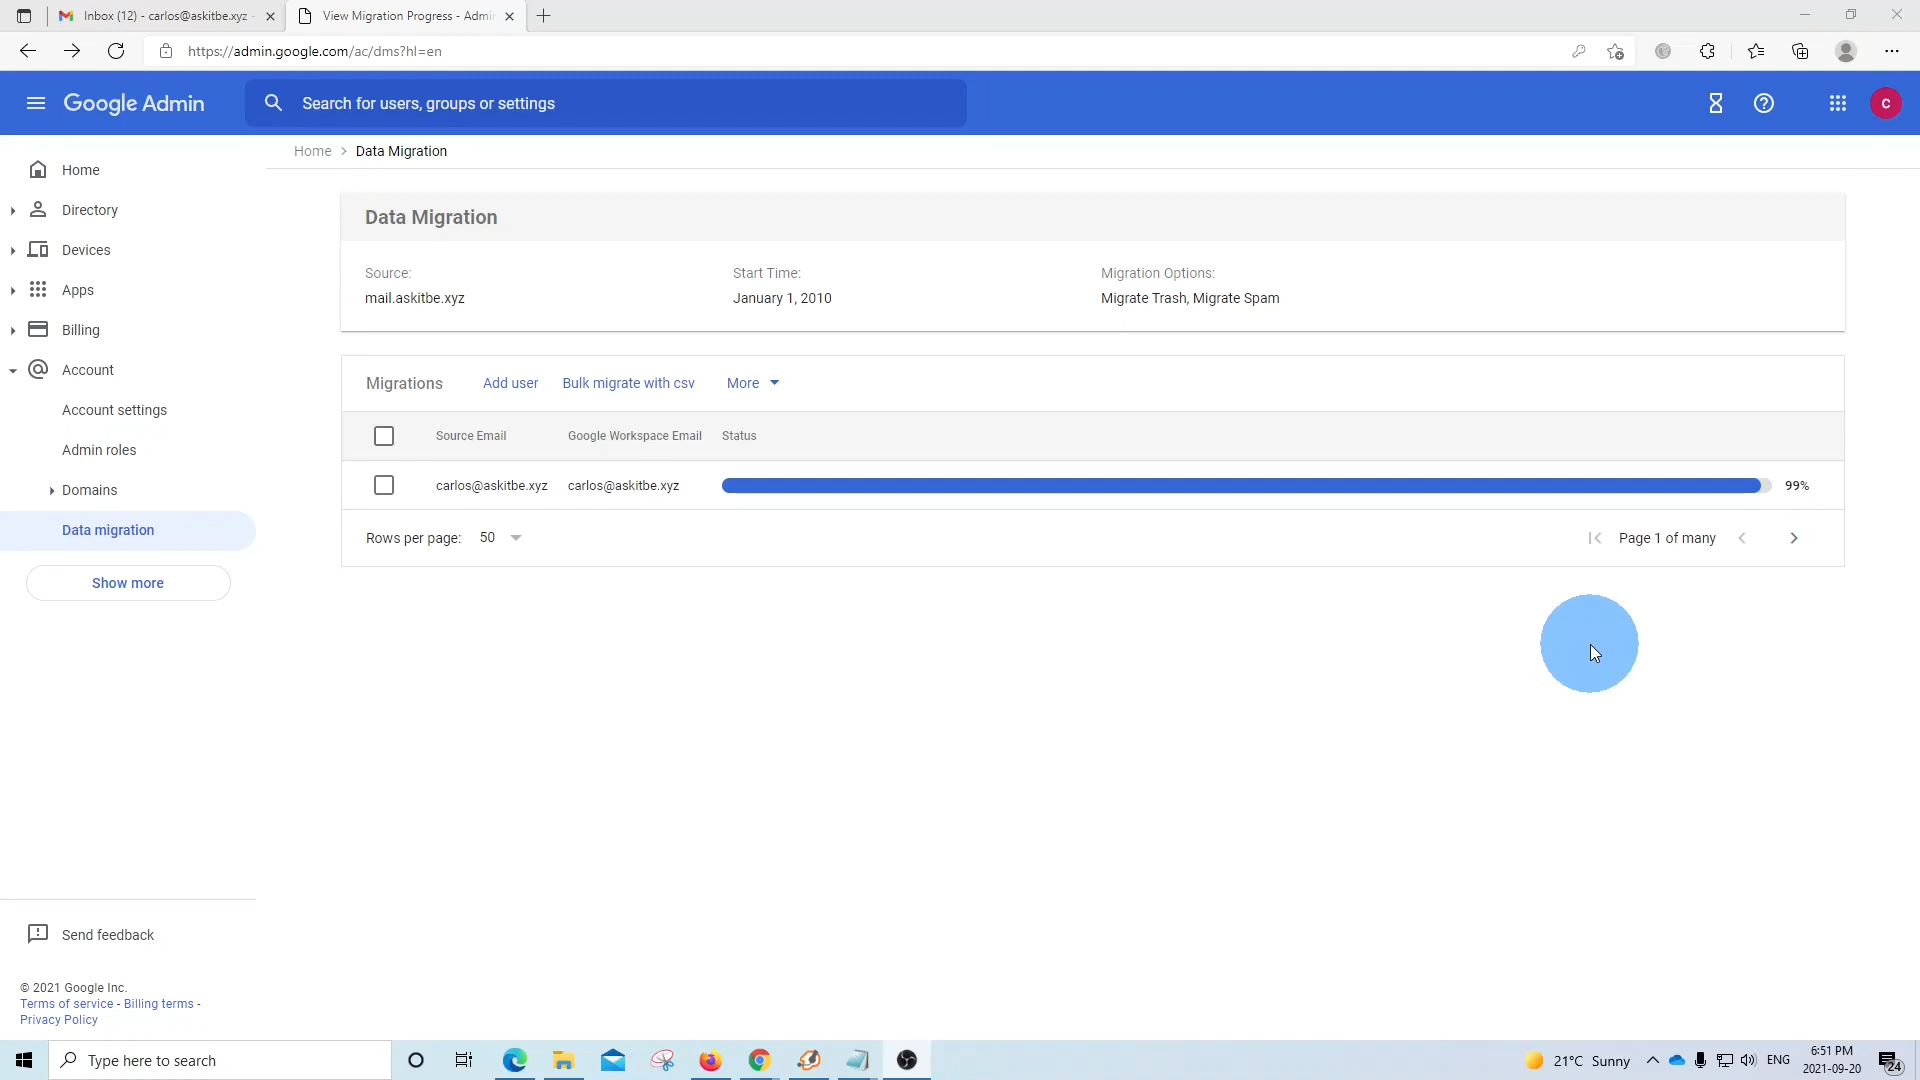 Inbox (12) - carlos@askitbe.xyz -
View Migration Progress - Admin
https://admin.google.com/ac/dms?hl=en
Google Admin
Search for users, groups or settings
C
Home
Directory
Devices
Apps
Billing
Account
Account settings
Admin roles
Domains
Data migration
Show more
Send feedback
© 2021 Google Inc.
Terms of service - Billing terms -
Privacy Policy
Home > Data Migration
Data Migration
Source: Start Time: Migration Options:
mail.askitbe.xyz January 1, 2010 Migrate Trash, Migrate Spam
Migrations Add user Bulk migrate with csv More
Source Email Google Workspace Email Status
carlos@askitbe.xyz carlos@askitbe.xyz 99%
Rows per page: 50 Page 1 of many
Type here to search
21°C Sunny
ENG
6:51 PM
2021-09-20
24